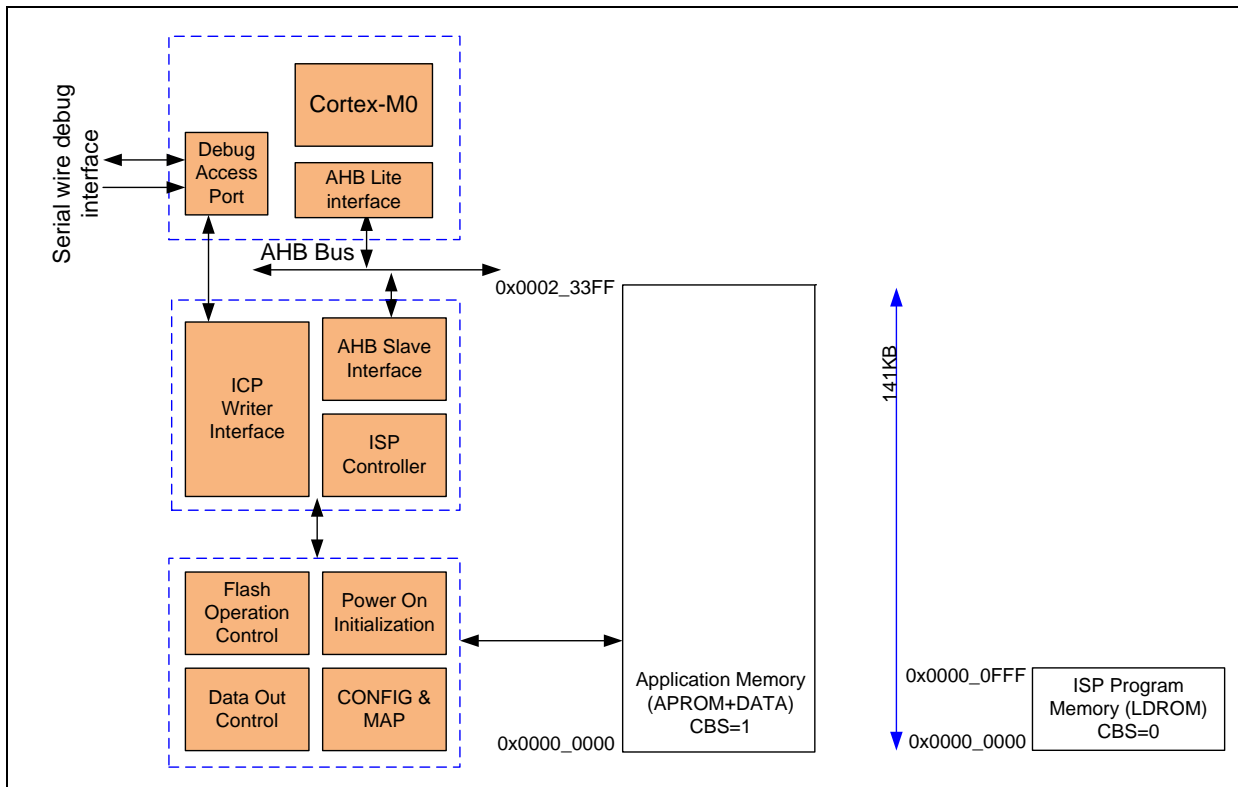 Serial wire debug
interface
Cortex-M0
Debug
Access
Port
AHB Lite
interface
AHB Bus
ICP
Writer
Interface
AHB Slave
Interface
ISP
Controller
Flash
Operation
Control
Power On
Initialization
Data Out
Control
CONFIG &
MAP
0x0002_33FF
Application Memory
(APROM+DATA)
CBS=1
0x0000_0000
141KB
0x0000_0FFF
ISP Program
Memory (LDROM)
CBS=0
0x0000_0000